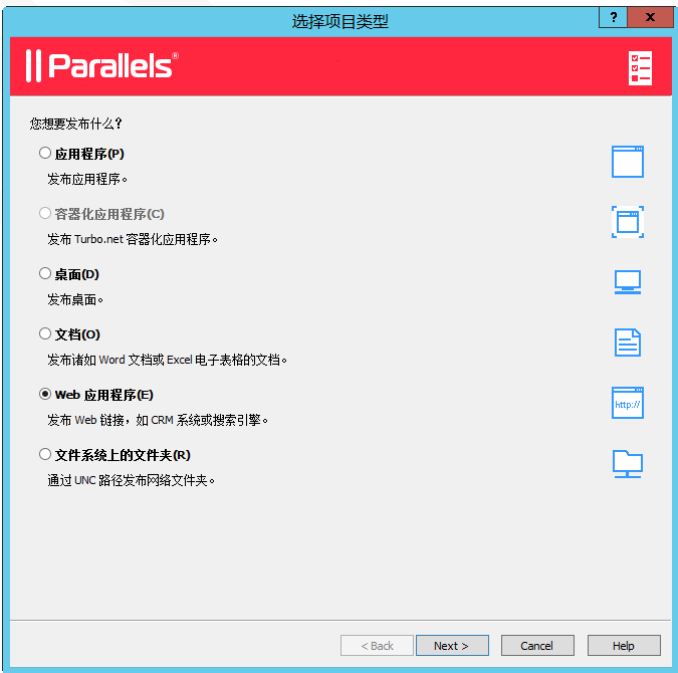 选择项目类型
? x
Parallels®
您想要发布什么?
应用程序(P)
发布应用程序。
容器化应用程序(C)
发布 Turbo.net 容器化应用程序。
桌面(D)
发布桌面。
文档(O)
发布诸如 Word 文档或 Excel 电子表格的文档。
Web 应用程序(E)
http://
发布 Web 链接，如 CRM 系统或搜索引擎。
文件系统上的文件夹(R)
通过 UNC 路径发布网络文件夹。
< Back Next > Cancel Help